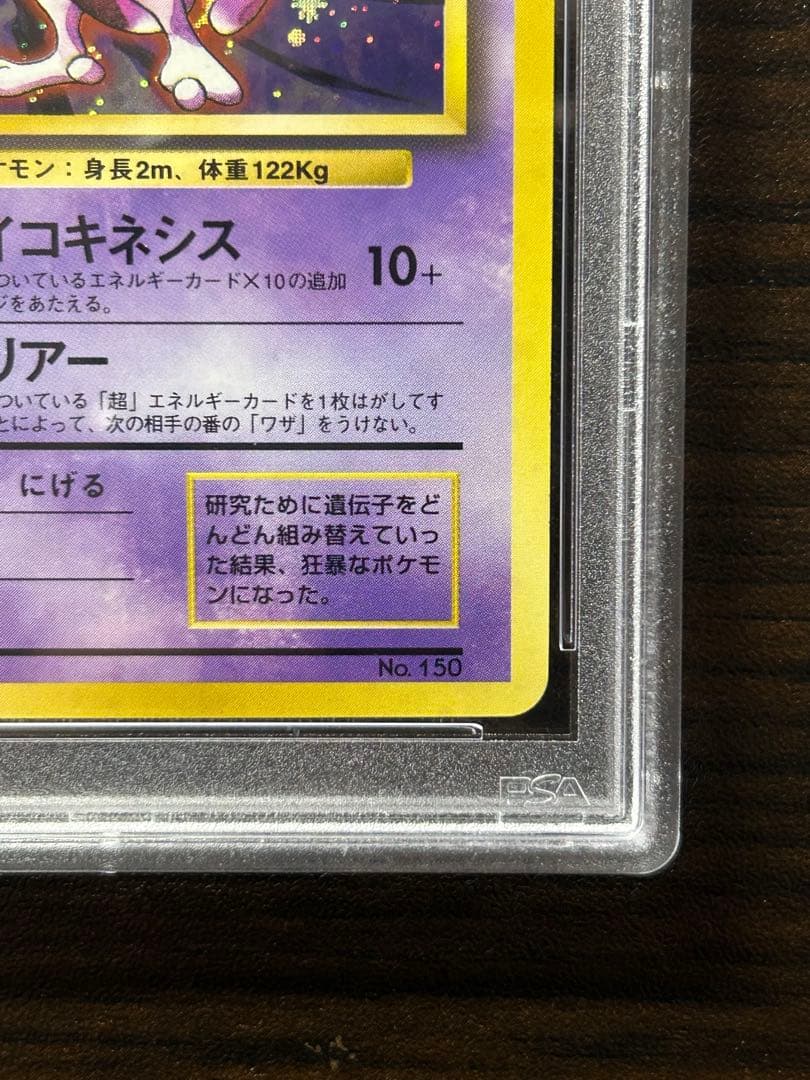 ケモン：身長2m、体重122Kg
イコキネシス
10+
ついているエネルギーカード×10の追加
ジをあたえる。
リアー
ついている「超」エネルギーカードを1枚はがしてす
とによって、次の相手の番の「ワザ」をうけない。
にげる
研究ために遺伝子をど
んどん組み替えていっ
た結果、狂暴なポケモ
ンになった。
No. 150
PSA